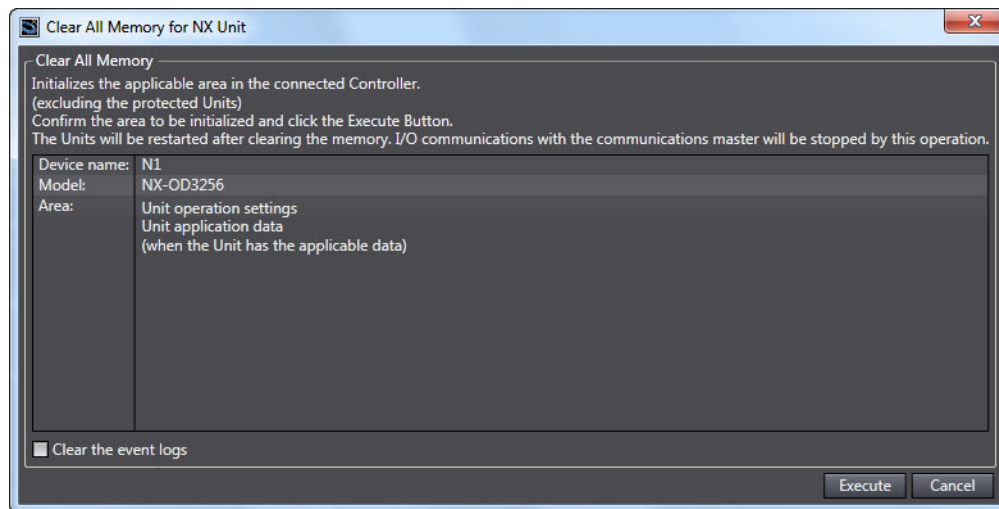 Clear All Memory for NX Unit
Clear All Memory
Initializes the applicable area in the connected Controller.
(excluding the protected Units)
Confirm the area to be initialized and click the Execute Button.
The Units will be restarted after clearing the memory. I/O communications with the communications master will be stopped by this operation.
Device name: N1
Model: NX-OD3256
Area: Unit operation settings
Unit application data
(when the Unit has the applicable data)
Clear the event logs
Execute Cancel